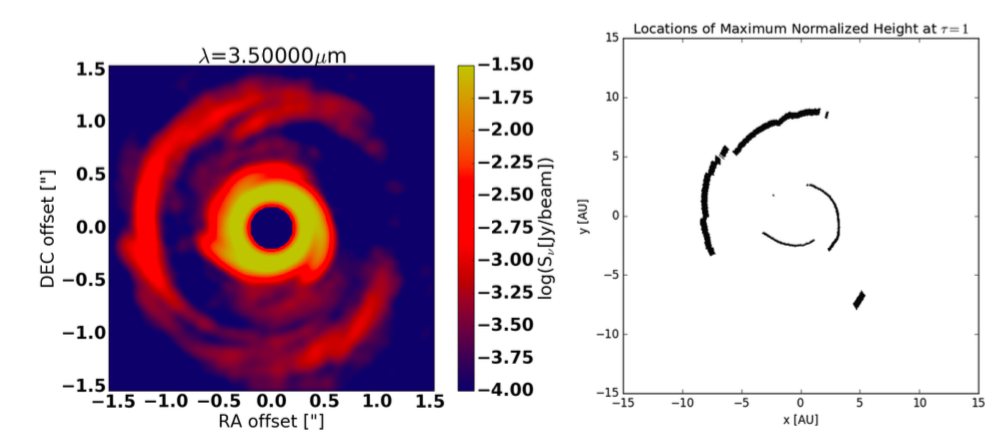 λ=3.50000μm
1.5
1.0
0.5
0.0
−0.5
−1.0
−1.5
DEC offset ["]
−1.5 −1.0 −0.5 0.0 0.5 1.0 1.5
RA offset ["]
−1.50
−1.75
−2.00
−2.25
−2.50
−2.75
−3.00
−3.25
−3.50
−3.75
−4.00
log(Sν[Jy/beam])
Locations of Maximum Normalized Height at τ=1
15
10
5
0
−5
−10
−15
y [AU]
−15 −10 −5 0 5 10 15
x [AU]